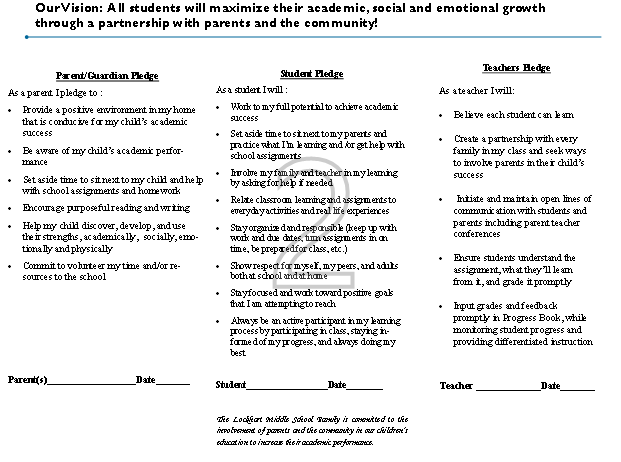 Our Vision: All students will maximize their academic, social and emotional growth
through a partnership with parents and the community!
Parent/Guardian Pledge
As a parent I pledge to :
• Provide a positive environment in my home
that is conducive for my child's academic
success
• Be aware of my child's academic perfor-
mance
• Set aside time to sit next to my child and help
with school assignments and homework
• Encourage purposeful reading and writing
• Help my child discover, develop, and use
their strengths, academically, socially, emo-
tionally and physically
• Commit to volunteer my time and/or re-
sources to the school
Parent(s)__________________Date_______
Student Pledge
As a student I will :
• Work to my full potential to achieve academic
success
• Set aside time to sit next to my parents and
practice what I'm learning and /or get help with
school assignments
• Involve my family and teacher in my learning
by asking for help if needed
• Relate classroom learning and assignments to
everyday activities and real life experiences
• Stay organized and responsible (keep up with
work and due dates, turn assignments in on
time, be prepared for class, etc.)
• Show respect for myself, my peers, and adults
both at school and at home
• Stay focused and work toward positive goals
that I am attempting to reach
• Always be an active participant in my learning
process by participating in class, staying in-
formed of my progress, and always doing my
best.
Student_________________Date________
The Lockhart Middle School Family is committed to the
involvement of parents and the community in our children's
education to increase their academic performance.
Teachers Pledge
As a teacher I will:
• Believe each student can learn
• Create a partnership with every
family in my class and seek ways
to involve parents in their child's
success
• Initiate and maintain open lines of
communication with students and
parents including parent teacher
conferences
• Ensure students understand the
assignment, what they'll learn
from it, and grade it promptly
• Input grades and feedback
promptly in Progress Book, while
monitoring student progress and
providing differentiated instruction
Teacher _____________Date________
2